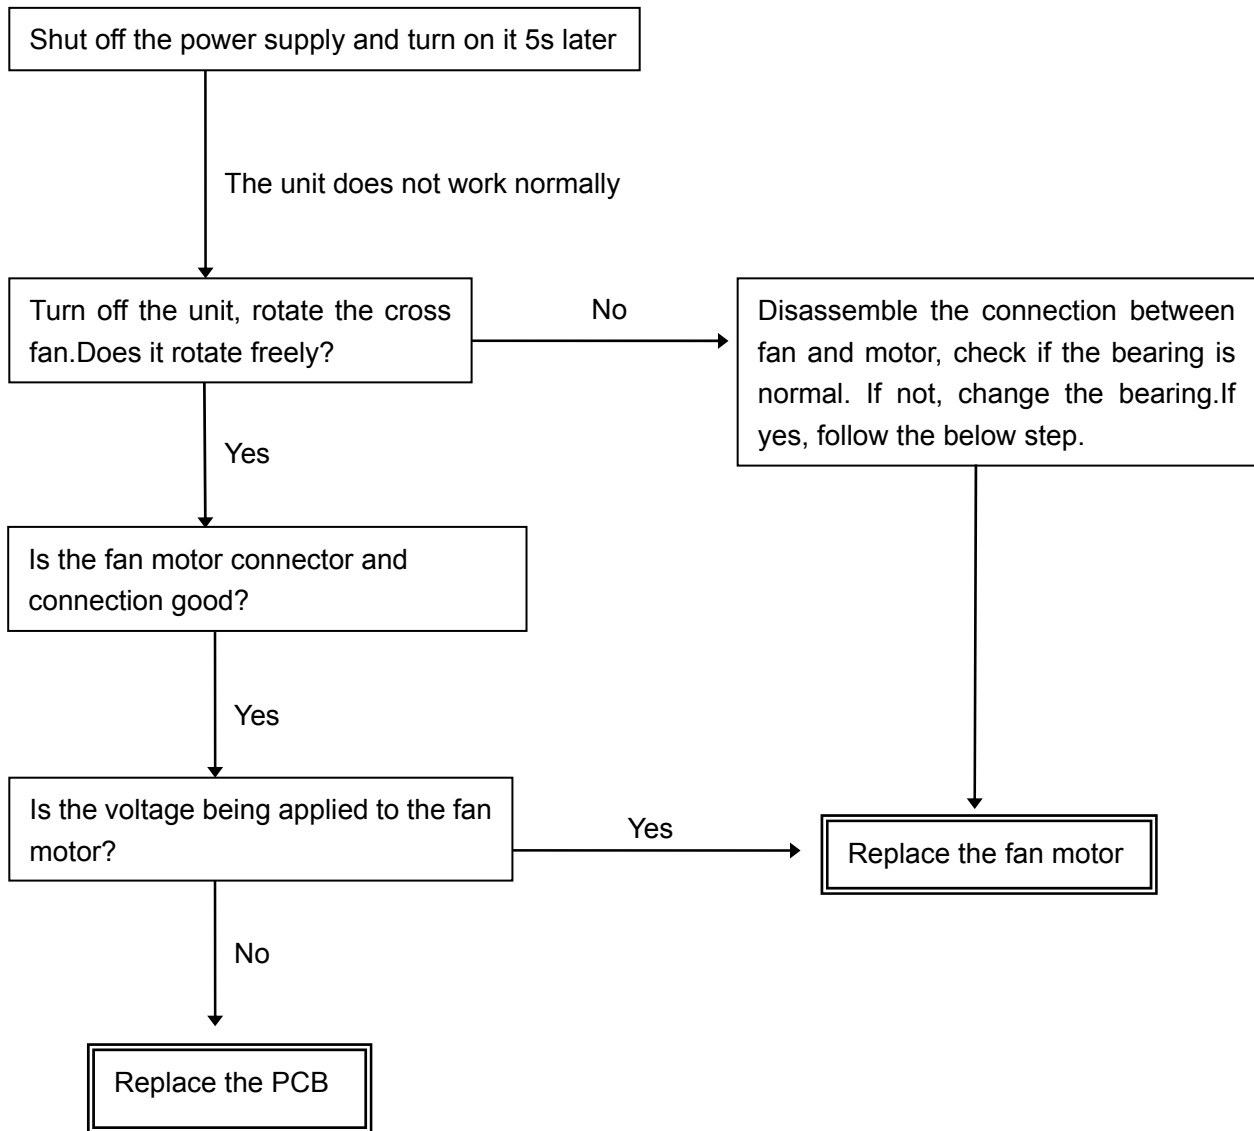 Shut off the power supply and turn on it 5s later
The unit does not work normally
Turn off the unit, rotate the cross
fan.Does it rotate freely?
No
Disassemble the connection between
fan and motor, check if the bearing is
normal. If not, change the bearing.If
yes, follow the below step.
Yes
Is the fan motor connector and
connection good?
Yes
Is the voltage being applied to the fan
motor?
Yes
Replace the fan motor
No
Replace the PCB